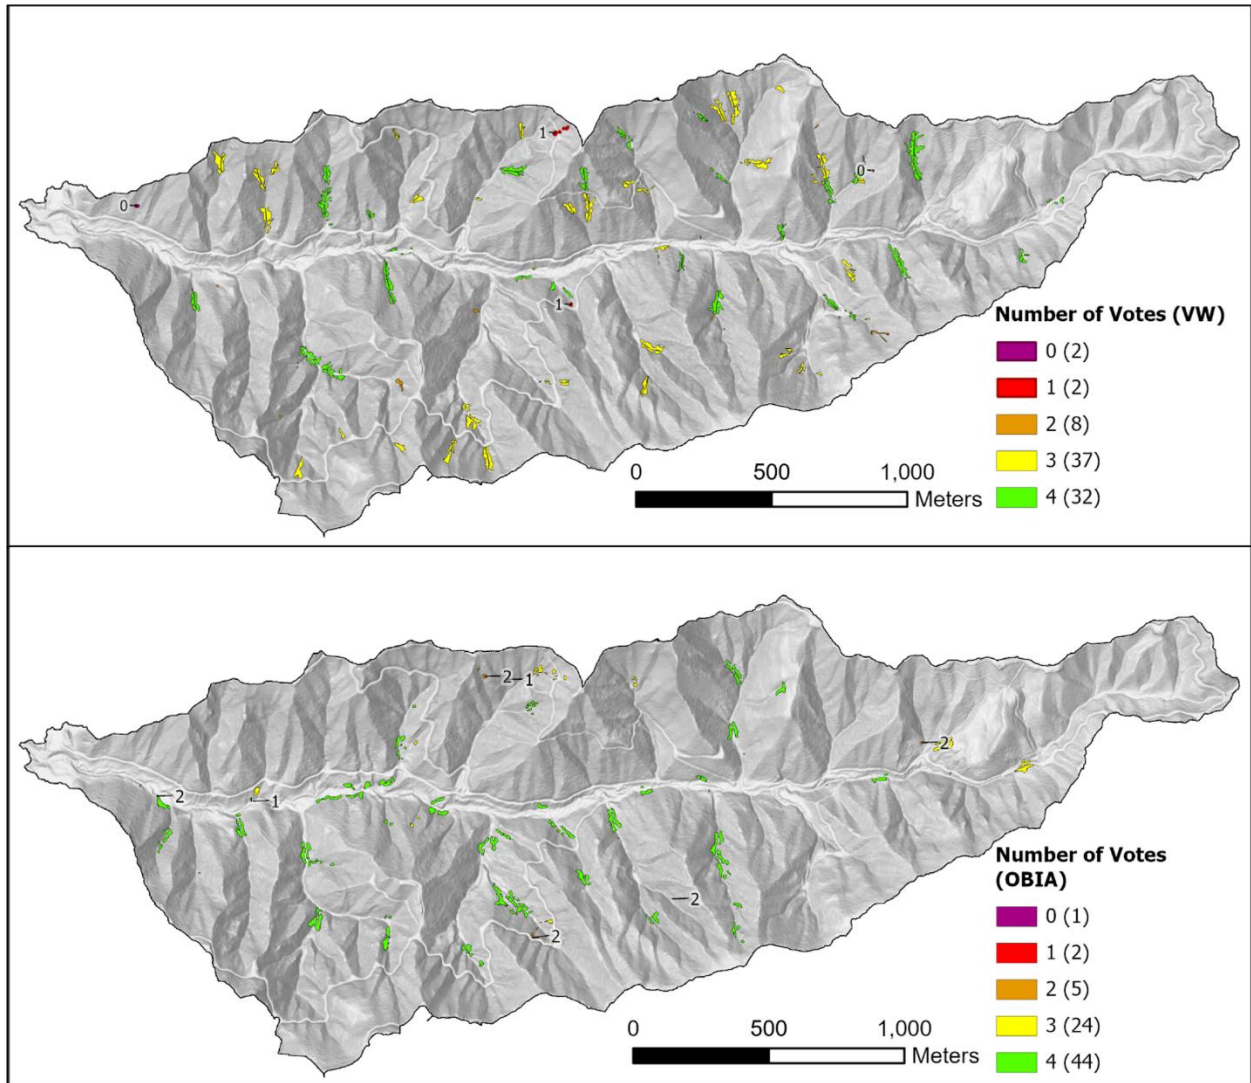 1
0
0
1
Number of Votes (VW)
0 (2)
1 (2)
2 (8)
3 (37)
4 (32)
0 500 1,000
Meters
2 1
2
2
1
2
2
Number of Votes
(OBIA)
0 (1)
1 (2)
2 (5)
3 (24)
4 (44)
0 500 1,000
Meters